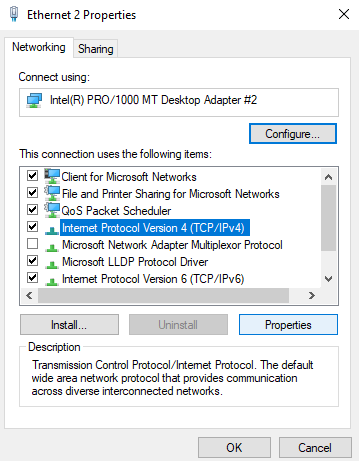 Ethernet 2 Properties
Networking
Sharing
Connect using:
Intel(R) PRO/1000 MT Desktop Adapter #2
Configure...
This connection uses the following items:
Client for Microsoft Networks
File and Printer Sharing for Microsoft Networks
QoS Packet Scheduler
Internet Protocol Version 4 (TCP/IPv4)
Microsoft Network Adapter Multiplexor Protocol
Microsoft LLDP Protocol Driver
Internet Protocol Version 6 (TCP/IPv6)
Install...
Uninstall
Properties
Description
Transmission Control Protocol/Internet Protocol. The default
wide area network protocol that provides communication
across diverse interconnected networks.
OK
Cancel